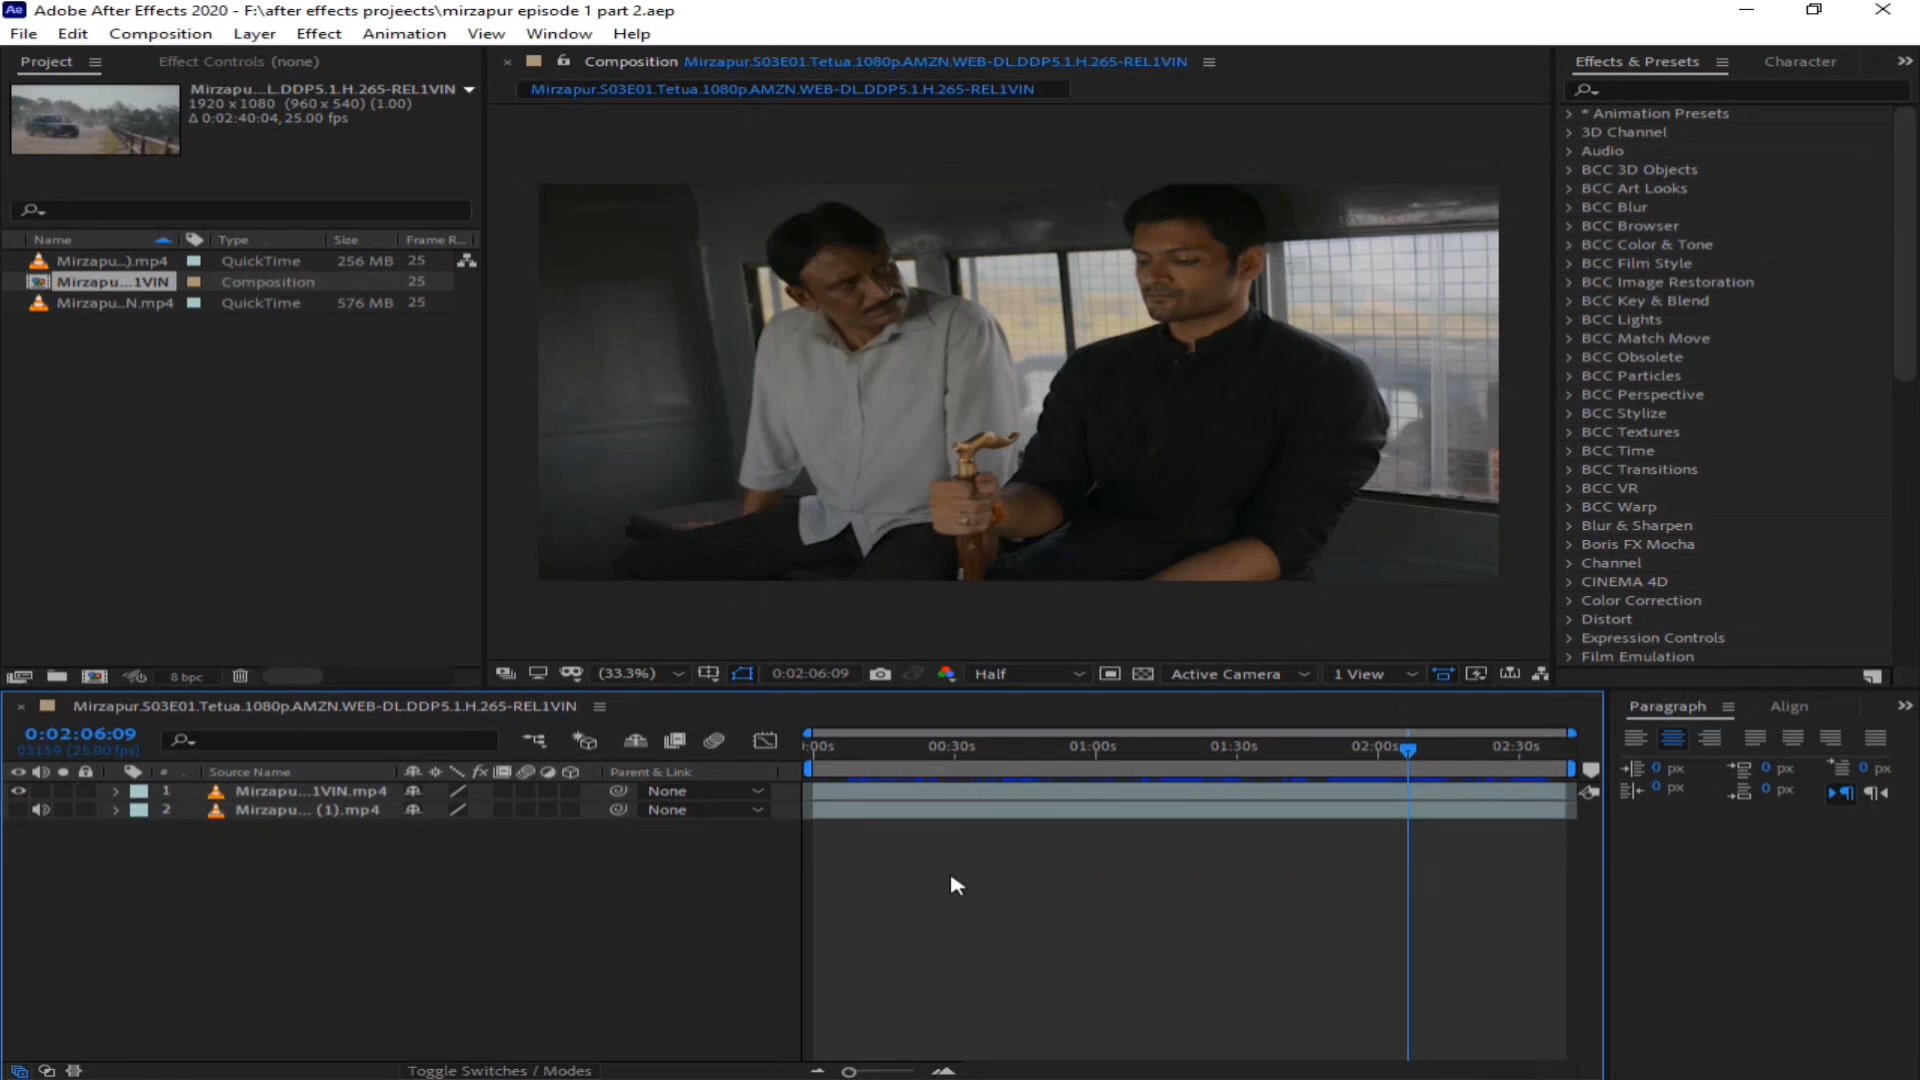 Ae Adobe After Effects 2020 - F:\after effects projeects\mirzapur episode 1 part 2.aep
File Edit Composition Layer Effect Animation View Window Help
Project Effect Controls (none)
Composition Mirzapur.S03E01.Tetua.1080p.AMZN.WEB-DL.DDP5.1.H.265-REL1VIN
Effects & Presets Character
Mirzapu...L.DDP5.1.H.265-REL1VIN
1920 x 1080 (960 x 540) (1.00)
Δ 0:02:40:04, 25.00 fps
Mirzapur.S03E01.Tetua.1080p.AMZN.WEB-DL.DDP5.1.H.265-REL1VIN
Name Type Size Frame R...
Mirzapu...).mp4 QuickTime 256 MB 25
Mirzapu...1VIN Composition 25
Mirzapu...N.mp4 QuickTime 576 MB 25
* Animation Presets
3D Channel
Audio
BCC 3D Objects
BCC Art Looks
BCC Blur
BCC Browser
BCC Color & Tone
BCC Film Style
BCC Image Restoration
BCC Key & Blend
BCC Lights
BCC Match Move
BCC Obsolete
BCC Particles
BCC Perspective
BCC Stylize
BCC Textures
BCC Time
BCC Transitions
BCC VR
BCC Warp
Blur & Sharpen
Boris FX Mocha
Channel
CINEMA 4D
Color Correction
Distort
Expression Controls
Film Emulation
8 bpc
(33.3%) 0:02:06:09 Half Active Camera 1 View
Mirzapur.S03E01.Tetua.1080p.AMZN.WEB-DL.DDP5.1.H.265-REL1VIN
0:02:06:09
03159 (25.00 fps)
:00s 00:30s 01:00s 01:30s 02:00s 02:30s
# Source Name fx Parent & Link
1 Mirzapu...1VIN.mp4 None
2 Mirzapu... (1).mp4 None
Toggle Switches / Modes
Paragraph Align
0 px 0 px 0 px
0 px 0 px